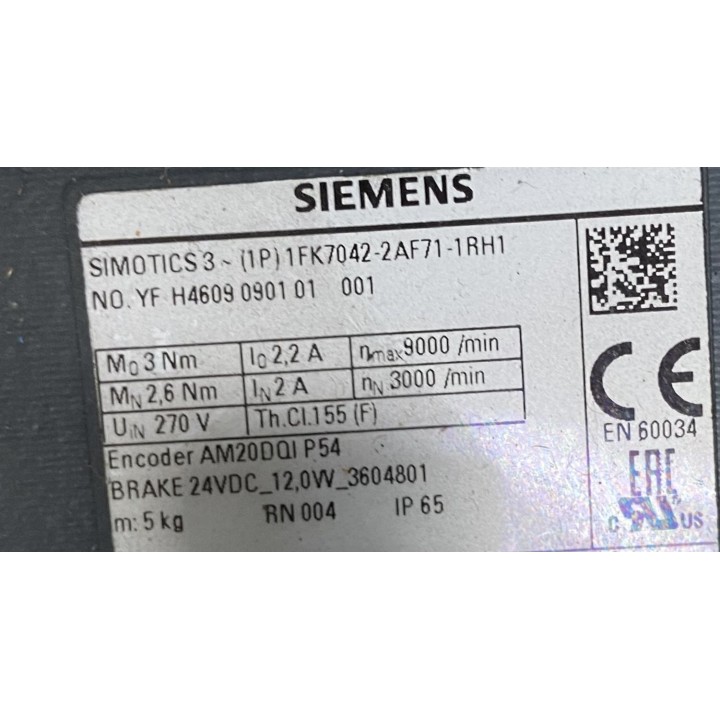 SIEMENS
SIMOTICS 3 ~ (1P) 1FK7042-2AF71-1RH1
NO. YF H4609 0901 01 001
M0 3 Nm I0 2,2 A nmax 9000 /min
MN 2,6 Nm IN 2 A nN 3000 /min
UIN 270 V Th.Cl.155 (F)
Encoder AM20DQI P54
BRAKE 24VDC_12,0W_3604801
m: 5 kg RN 004 IP 65
CE
EN 60034
EAC
C UL US